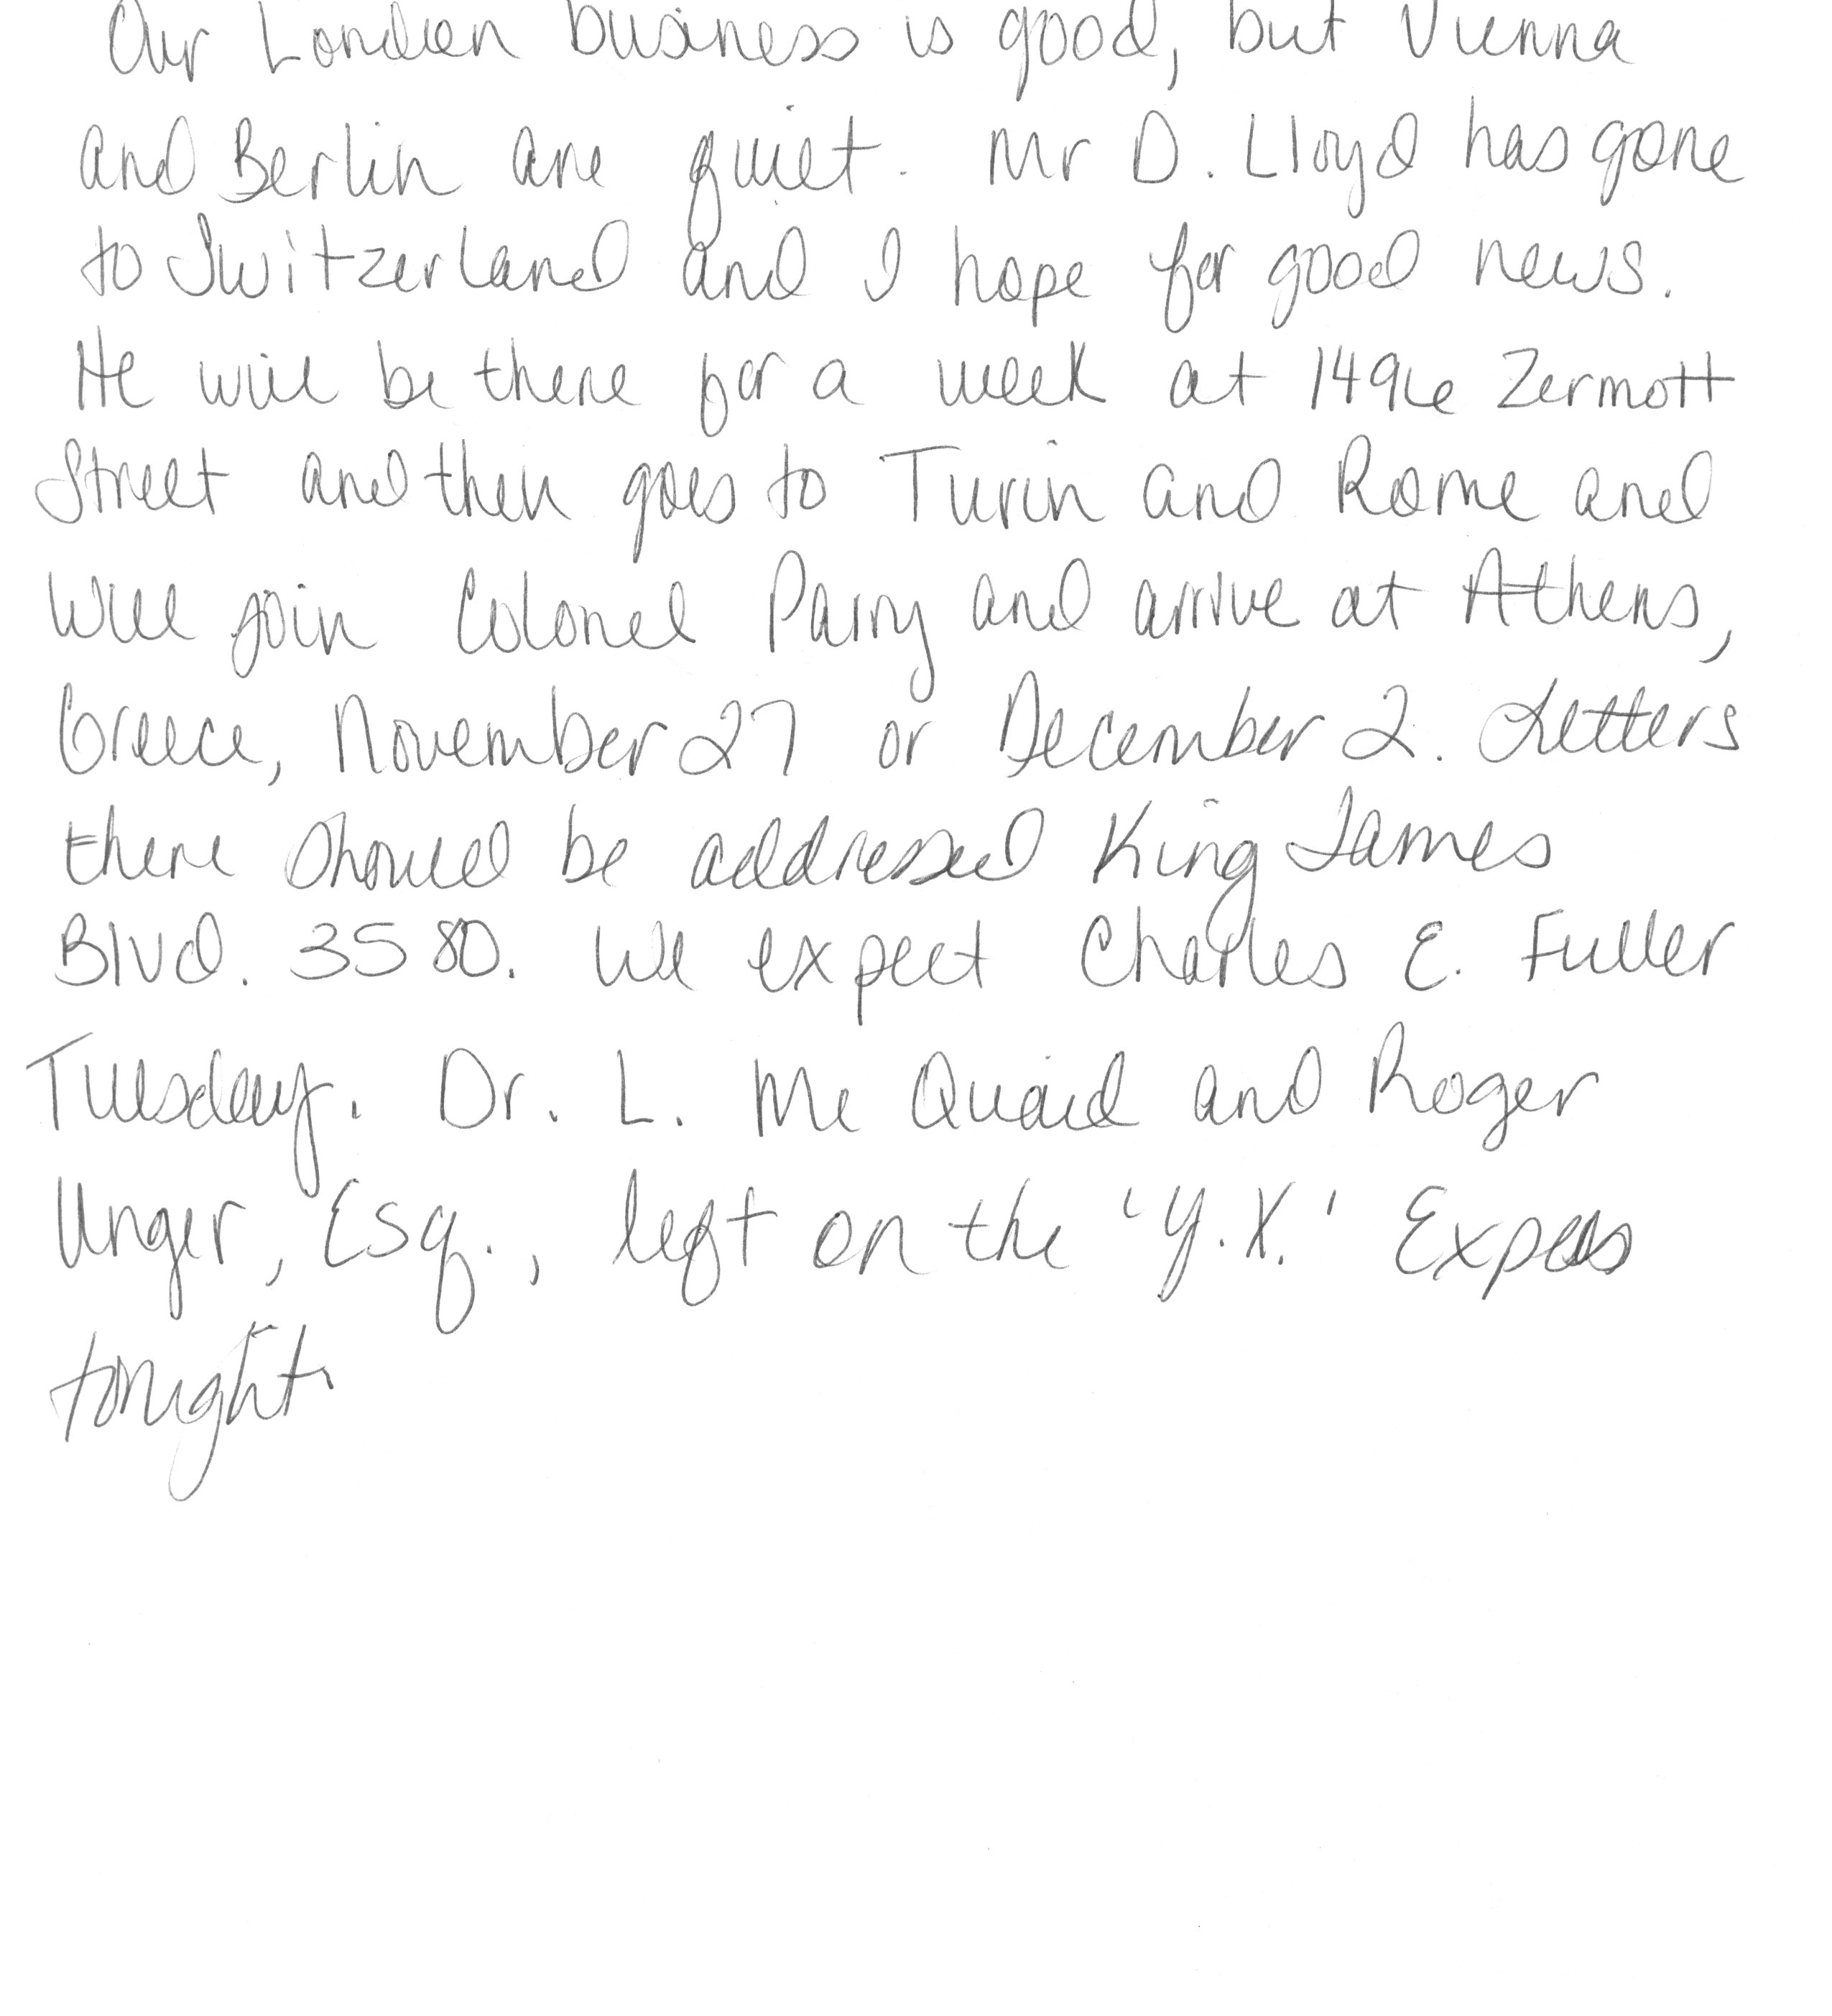 Our London business is good, but Vienna
and Berlin are quiet. Mr D. Lloyd has gone
to Switzerland and I hope for good news.
He will be there for a week at 1496 Zermott
Street and then goes to Turin and Rome and
will join Colonel Parry and arrive at Athens,
Greece, November 27 or December 2. Letters
there should be addressed King James
Blvd. 3580. We expect Charles E. Fuller
Tuesday. Dr. L. Mc Quaid and Roger
Unger, Esq., left on the 'Y.X.' Express
tonight.